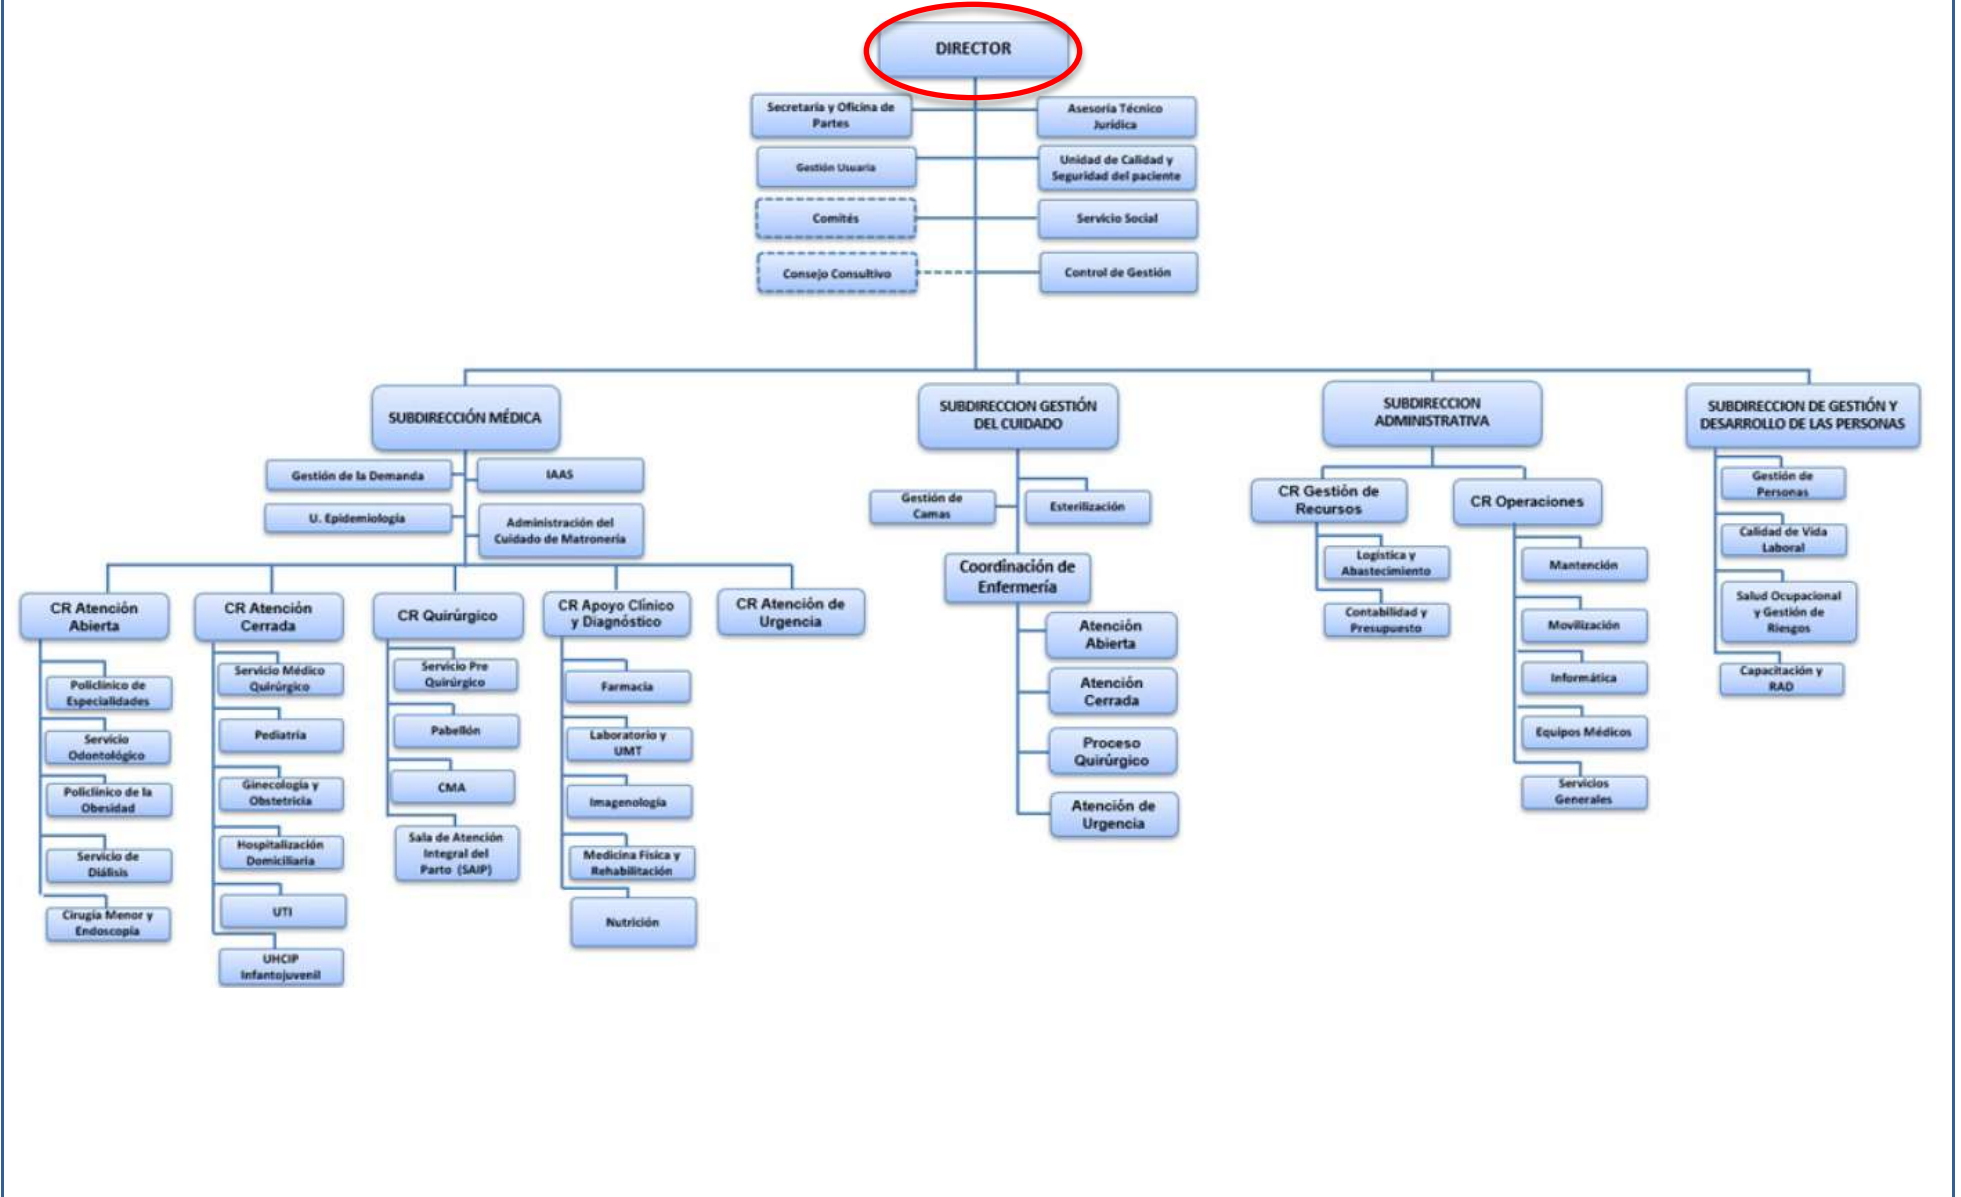 DIRECTOR
Secretaría y Oficina de
Partes
Asesoría Técnico
Jurídica
Gestión Usuaria
Unidad de Calidad y
Seguridad del paciente
Comités
Servicio Social
Consejo Consultivo
Control de Gestión
SUBDIRECCIÓN MÉDICA
Gestión de la Demanda
IAAS
U. Epidemiología
Administración del
Cuidado de Matronería
CR Atención
Abierta
Policlínico de
Especialidades
Servicio
Odontológico
Policlínico de la
Obesidad
Servicio de
Diálisis
Cirugía Menor y
Endoscopía
CR Atención
Cerrada
Servicio Médico
Quirúrgico
Pediatría
Ginecología y
Obstetricia
Hospitalización
Domiciliaria
UTI
UHCIP
Infantojuvenil
CR Quirúrgico
Servicio Pre
Quirúrgico
Pabellón
CMA
Sala de Atención
Integral del
Parto (SAIP)
CR Apoyo Clínico
y Diagnóstico
Farmacia
Laboratorio y
UMT
Imagenología
Medicina Física y
Rehabilitación
Nutrición
CR Atención de
Urgencia
SUBDIRECCION GESTIÓN
DEL CUIDADO
Gestión de
Camas
Esterilización
Coordinación de
Enfermería
Atención
Abierta
Atención
Cerrada
Proceso
Quirúrgico
Atención de
Urgencia
SUBDIRECCION
ADMINISTRATIVA
CR Gestión de
Recursos
Logística y
Abastecimiento
Contabilidad y
Presupuesto
CR Operaciones
Mantención
Movilización
Informática
Equipos Médicos
Servicios
Generales
SUBDIRECCION DE GESTIÓN Y
DESARROLLO DE LAS PERSONAS
Gestión de
Personas
Calidad de Vida
Laboral
Salud Ocupacional
y Gestión de
Riesgos
Capacitación y
RAD